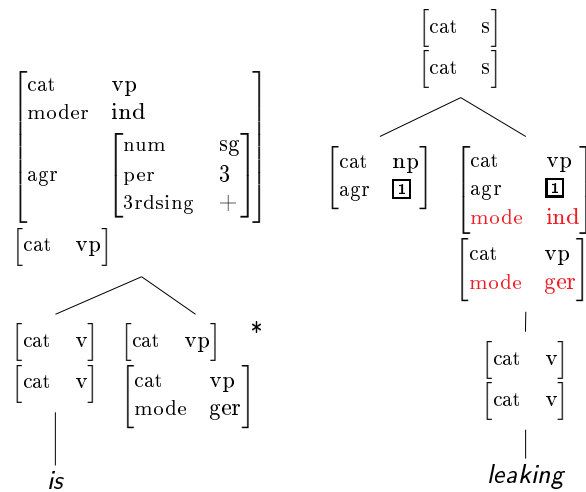 cat vp
moder ind
agr num sg
per 3
3rdsing +
cat vp
cat v
cat v
is
cat vp *
cat vp
mode ger
cat s
cat s
cat np
agr 1
cat vp
agr 1
mode ind
cat vp
mode ger
cat v
cat v
leaking